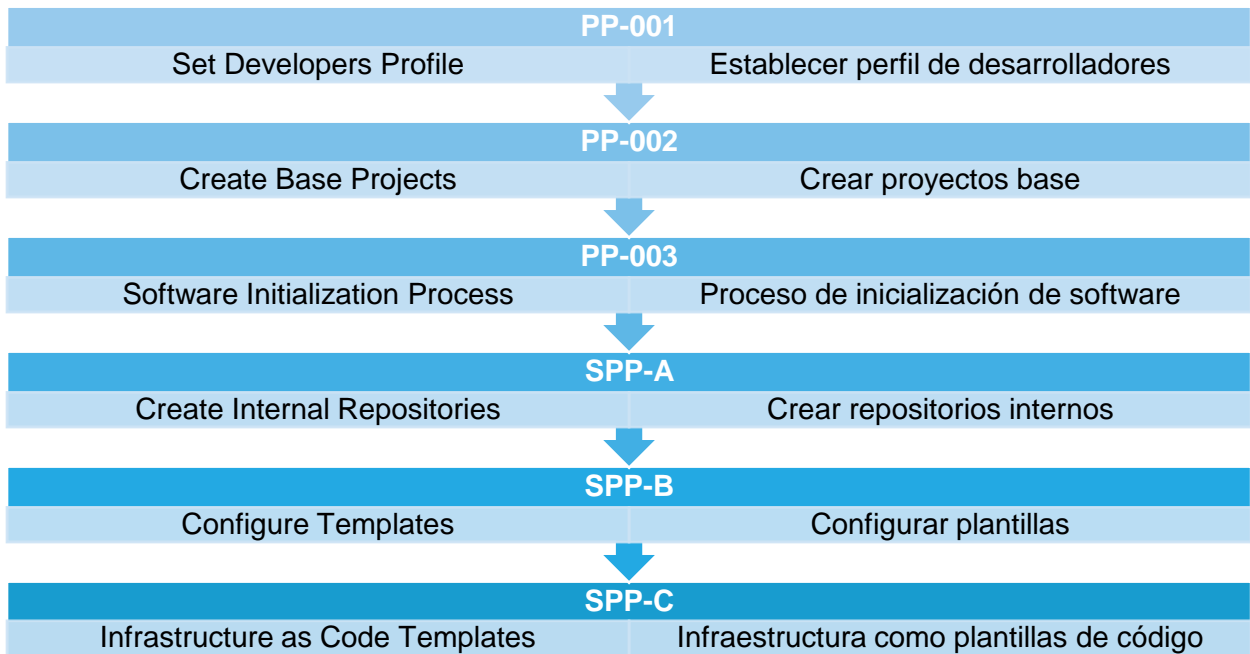 PP-001
Set Developers Profile
Establecer perfil de desarrolladores
PP-002
Create Base Projects
Crear proyectos base
PP-003
Software Initialization Process
Proceso de inicialización de software
SPP-A
Create Internal Repositories
Crear repositorios internos
SPP-B
Configure Templates
Configurar plantillas
SPP-C
Infrastructure as Code Templates
Infraestructura como plantillas de código